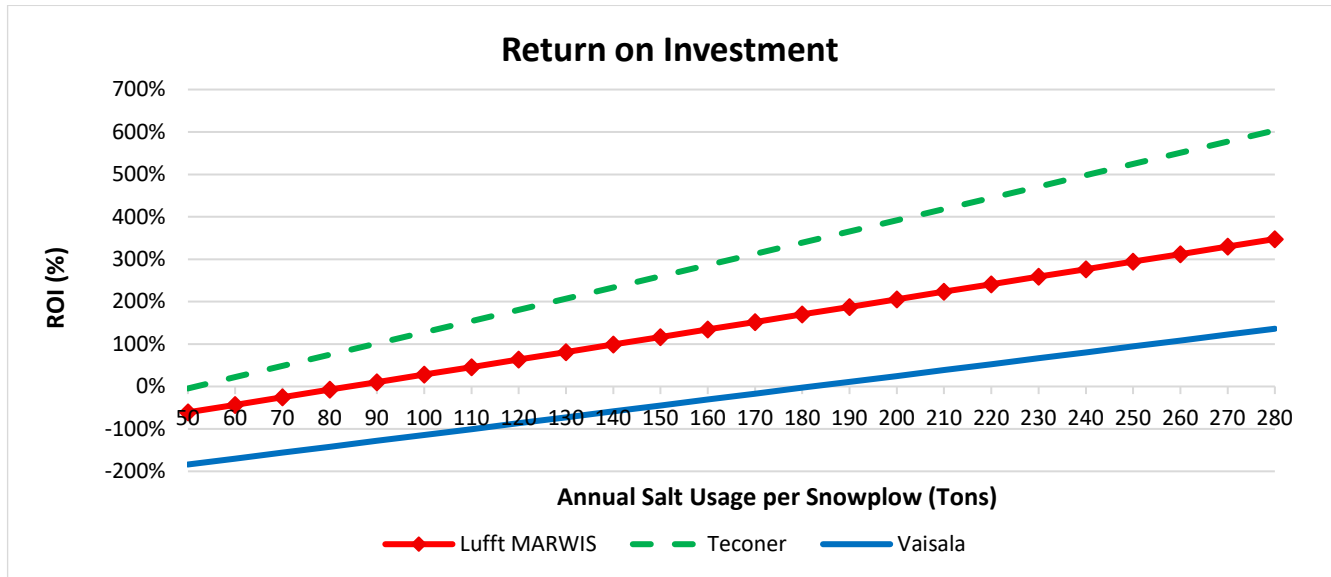 Return on Investment
700%
600%
500%
400%
300%
200%
100%
0%
-100%
-200%
ROI (%)
50 60 70 80 90 100 110 120 130 140 150 160 170 180 190 200 210 220 230 240 250 260 270 280
Annual Salt Usage per Snowplow (Tons)
Lufft MARWIS Teconer Vaisala